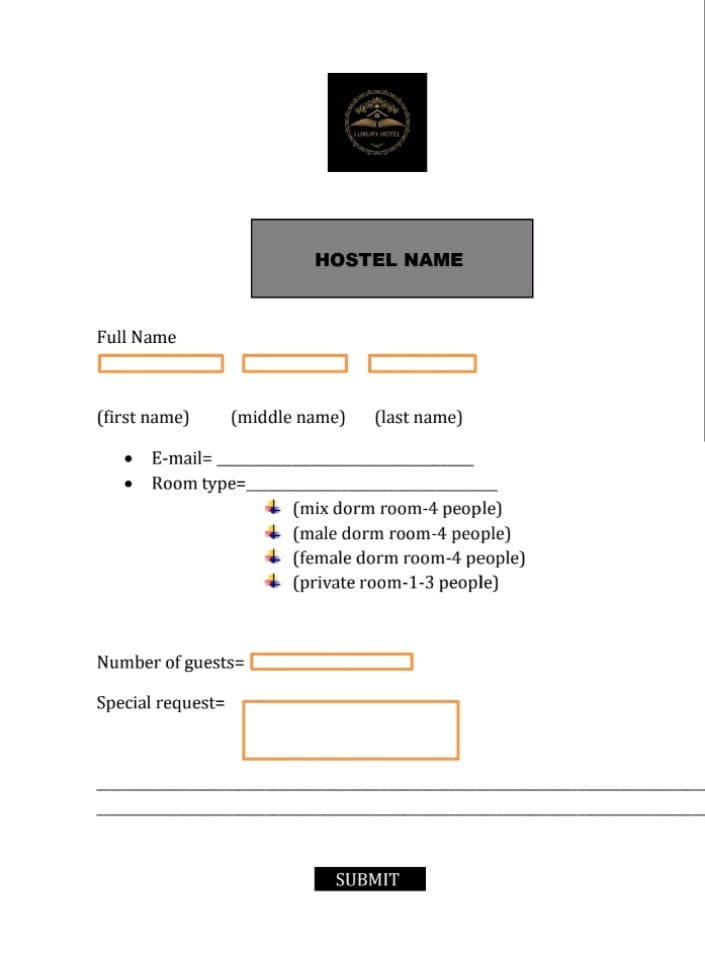 LUXURY HOTEL
HOSTEL NAME
Full Name
(first name) (middle name) (last name)
• E-mail= ______________________________
• Room type=______________________________
(mix dorm room-4 people)
(male dorm room-4 people)
(female dorm room-4 people)
(private room-1-3 people)
Number of guests=
Special request=
SUBMIT